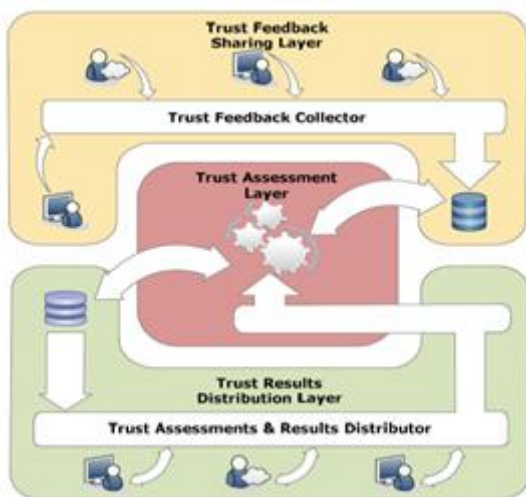 Trust Feedback
Sharing Layer
Trust Feedback Collector
Trust Assessment
Layer
Trust Results
Distribution Layer
Trust Assessments & Results Distributor